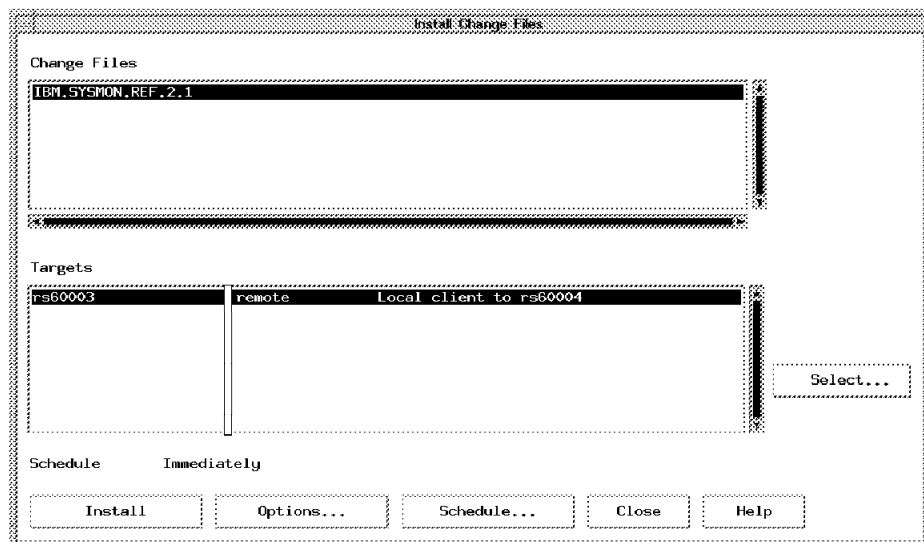 Install Change Files
Change Files
IBM.SYSMON.REF.2.1
Targets
rs60003 remote Local client to rs60004
Select...
Schedule Immediately
Install Options... Schedule... Close Help